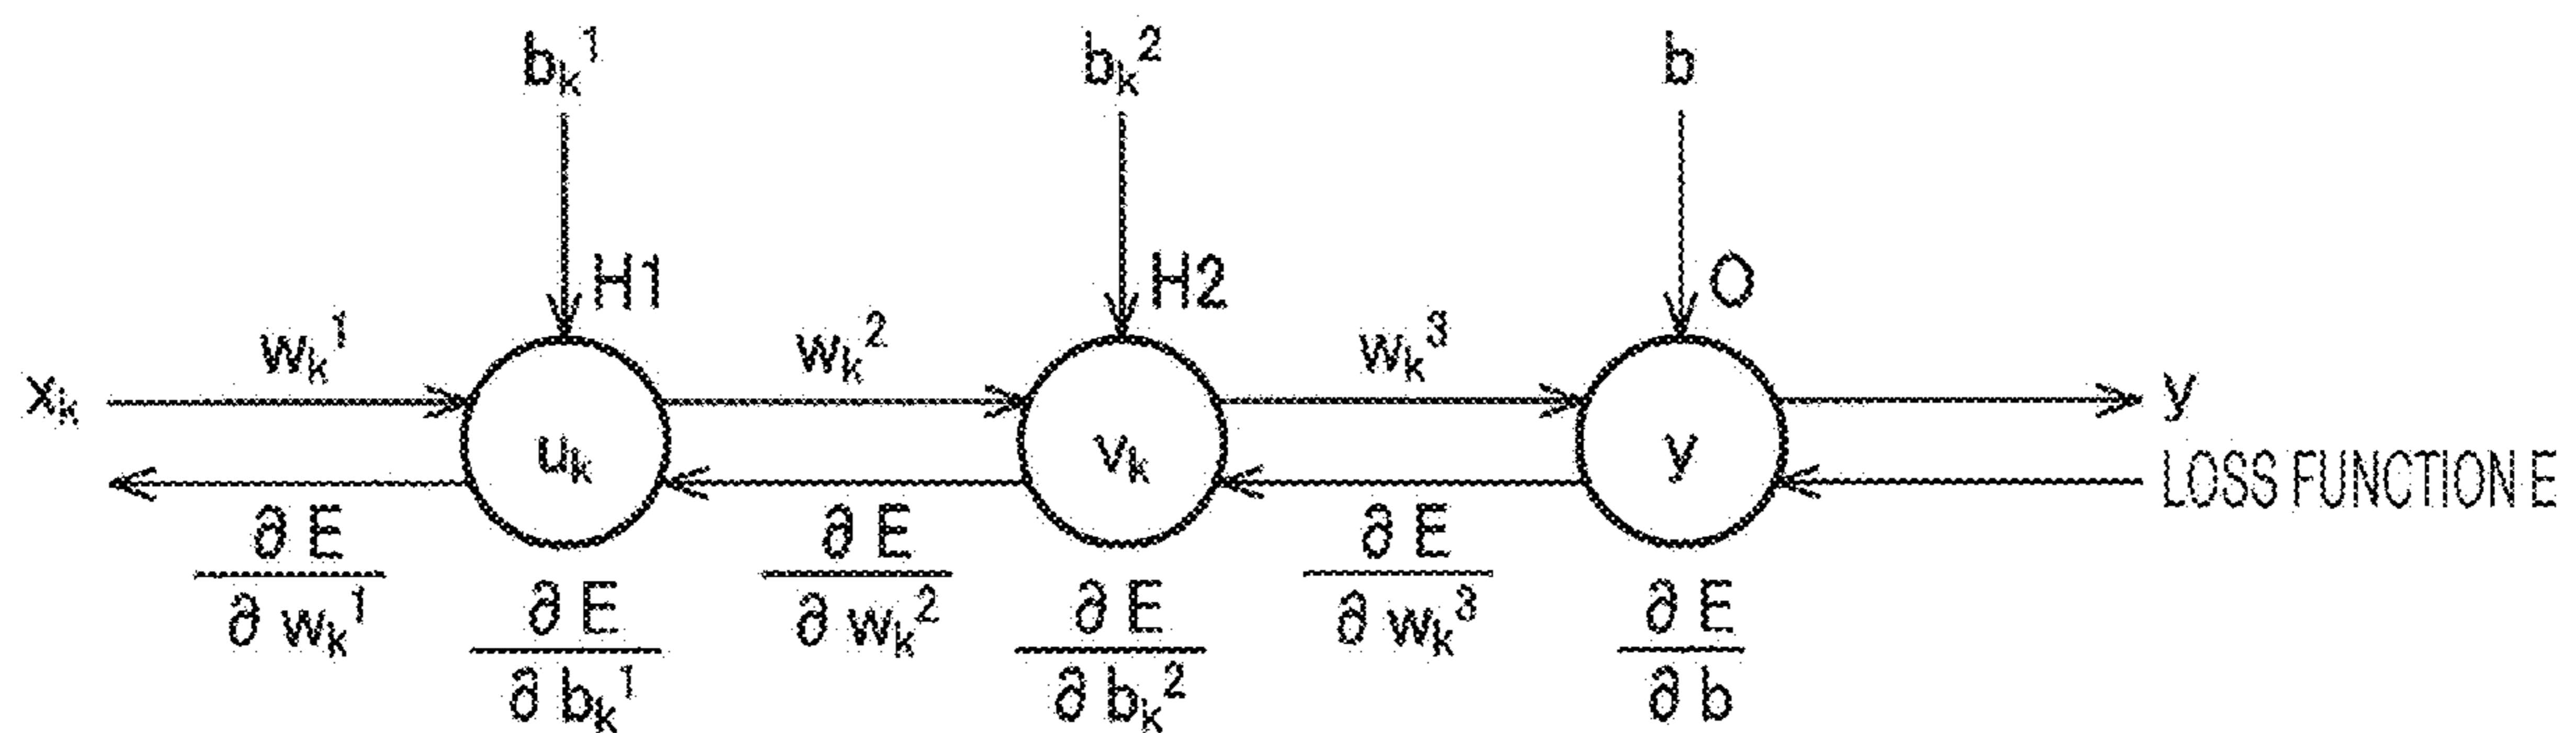 bₖ¹ bₖ² b
H1 H2 O
wₖ¹ wₖ² wₖ³
xₖ y
uₖ vₖ y
LOSS FUNCTION E
∂E/∂wₖ¹ ∂E/∂wₖ² ∂E/∂wₖ³
∂E/∂bₖ¹ ∂E/∂bₖ² ∂E/∂b